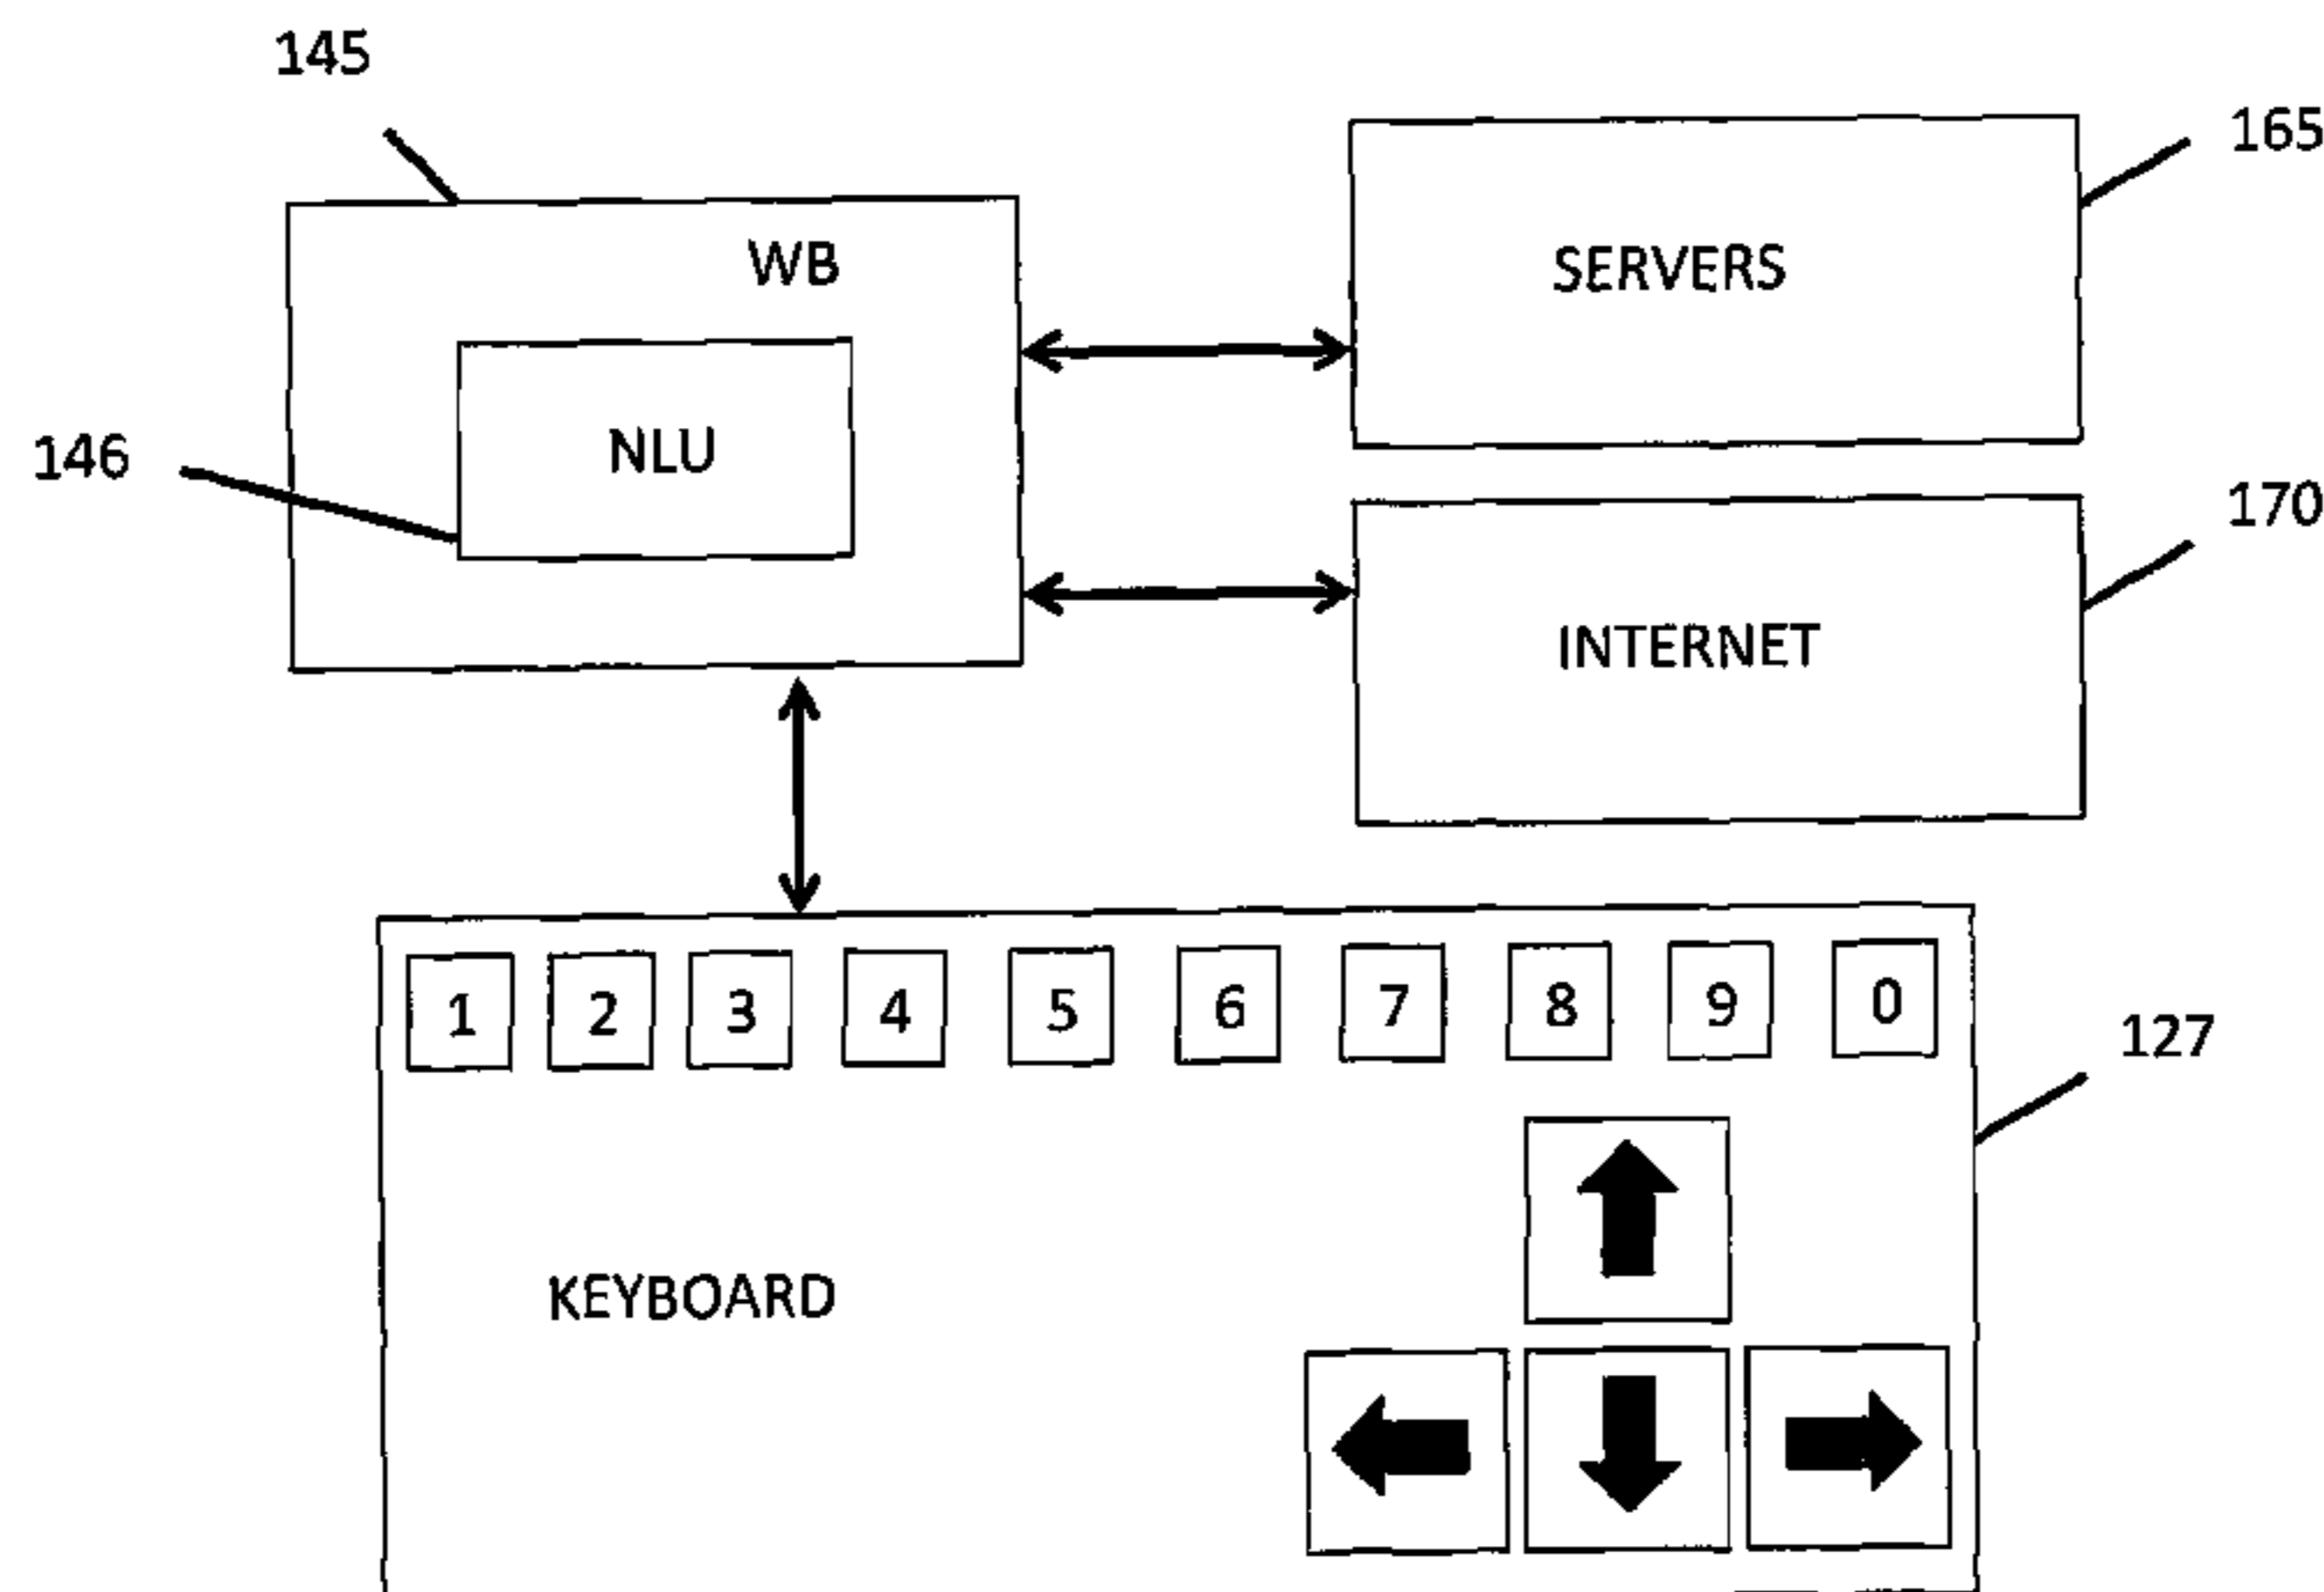 145
165
WB
SERVERS
146
NLU
170
INTERNET
1 2 3 4 5 6 7 8 9 0
127
KEYBOARD